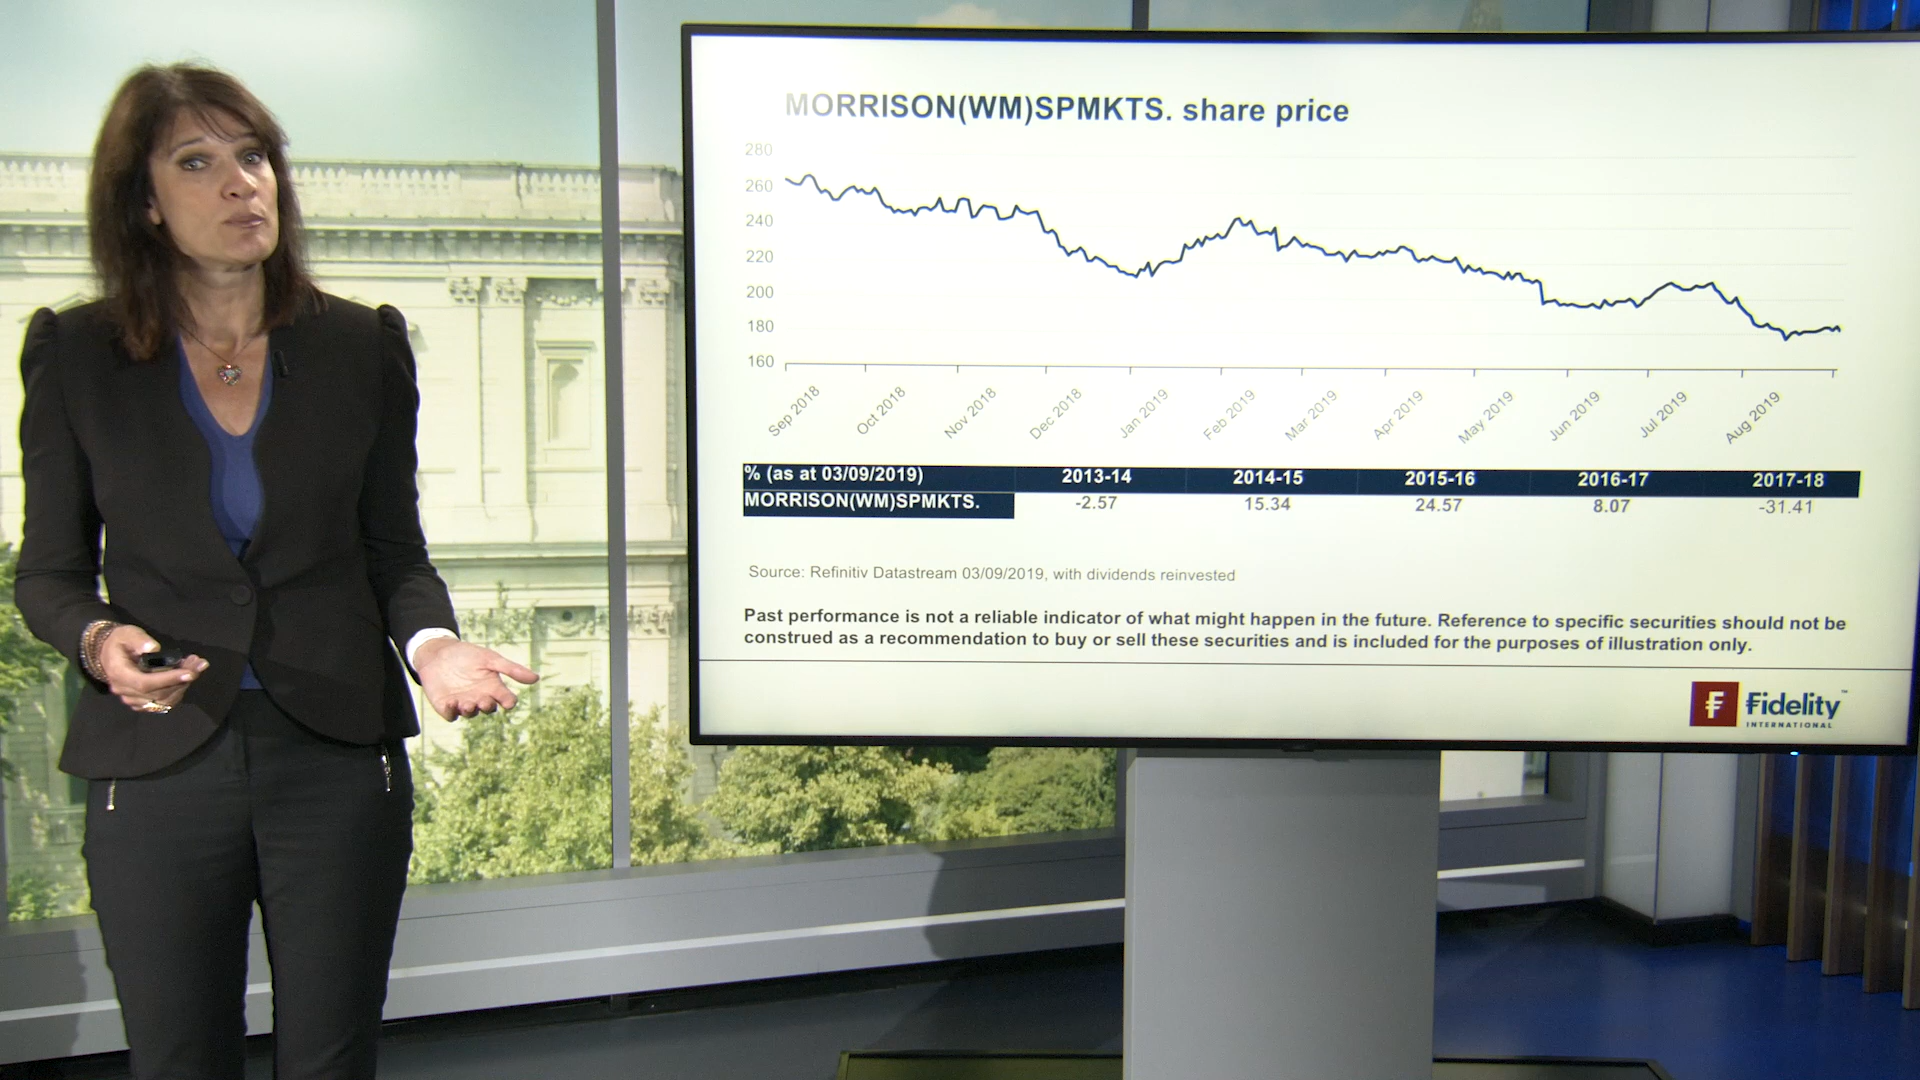 MORRISON(WM)SPMKTS. share price
280
260
240
220
200
180
160
Sep 2018
Oct 2018
Nov 2018
Dec 2018
Jan 2019
Feb 2019
Mar 2019
Apr 2019
May 2019
Jun 2019
Jul 2019
Aug 2019
% (as at 03/09/2019) 2013-14 2014-15 2015-16 2016-17 2017-18
MORRISON(WM)SPMKTS. -2.57 15.34 24.57 8.07 -31.41
Source: Refinitiv Datastream 03/09/2019, with dividends reinvested
Past performance is not a reliable indicator of what might happen in the future. Reference to specific securities should not be
construed as a recommendation to buy or sell these securities and is included for the purposes of illustration only.
Fidelity™
INTERNATIONAL